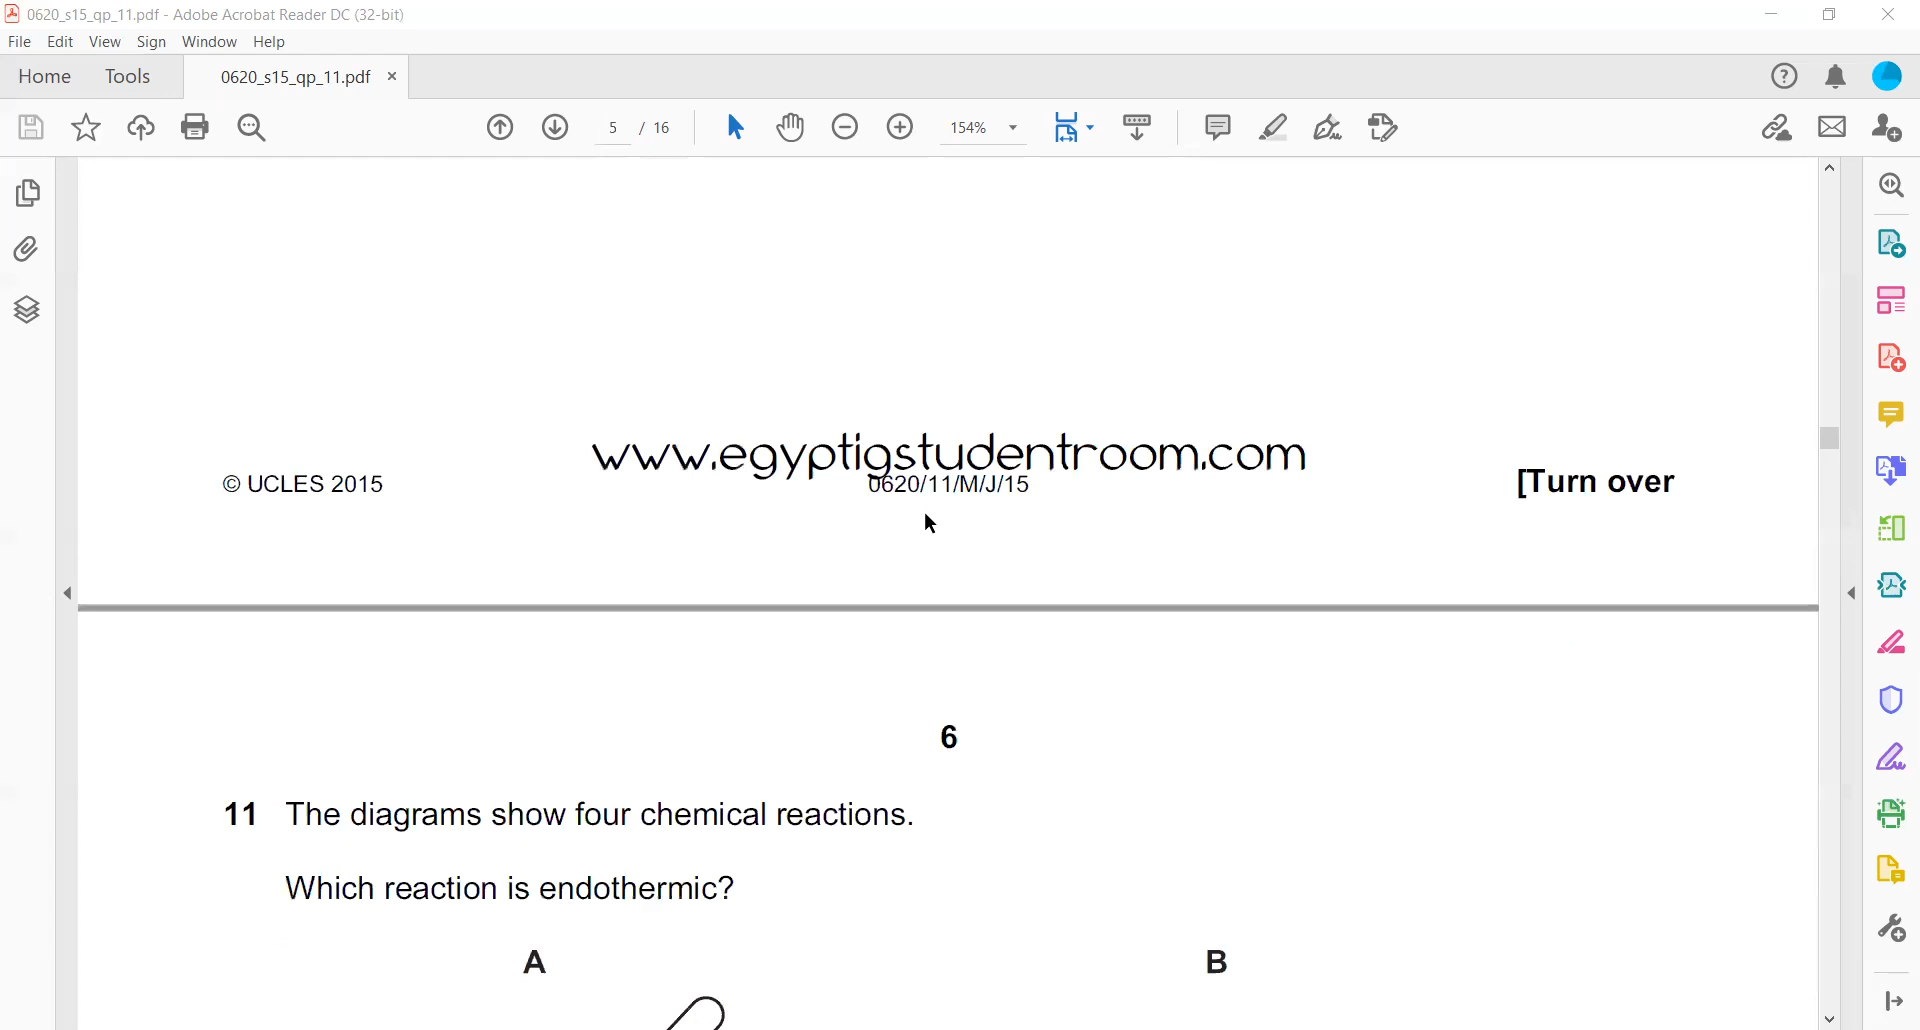 0620_s15_qp_11.pdf - Adobe Acrobat Reader DC (32-bit)
File Edit View Sign Window Help
Home Tools 0620_s15_qp_11.pdf ×
5 / 16 154%
www.egyptigstudentroom.com
© UCLES 2015 0620/11/M/J/15 [Turn over
6
11 The diagrams show four chemical reactions.
Which reaction is endothermic?
A B